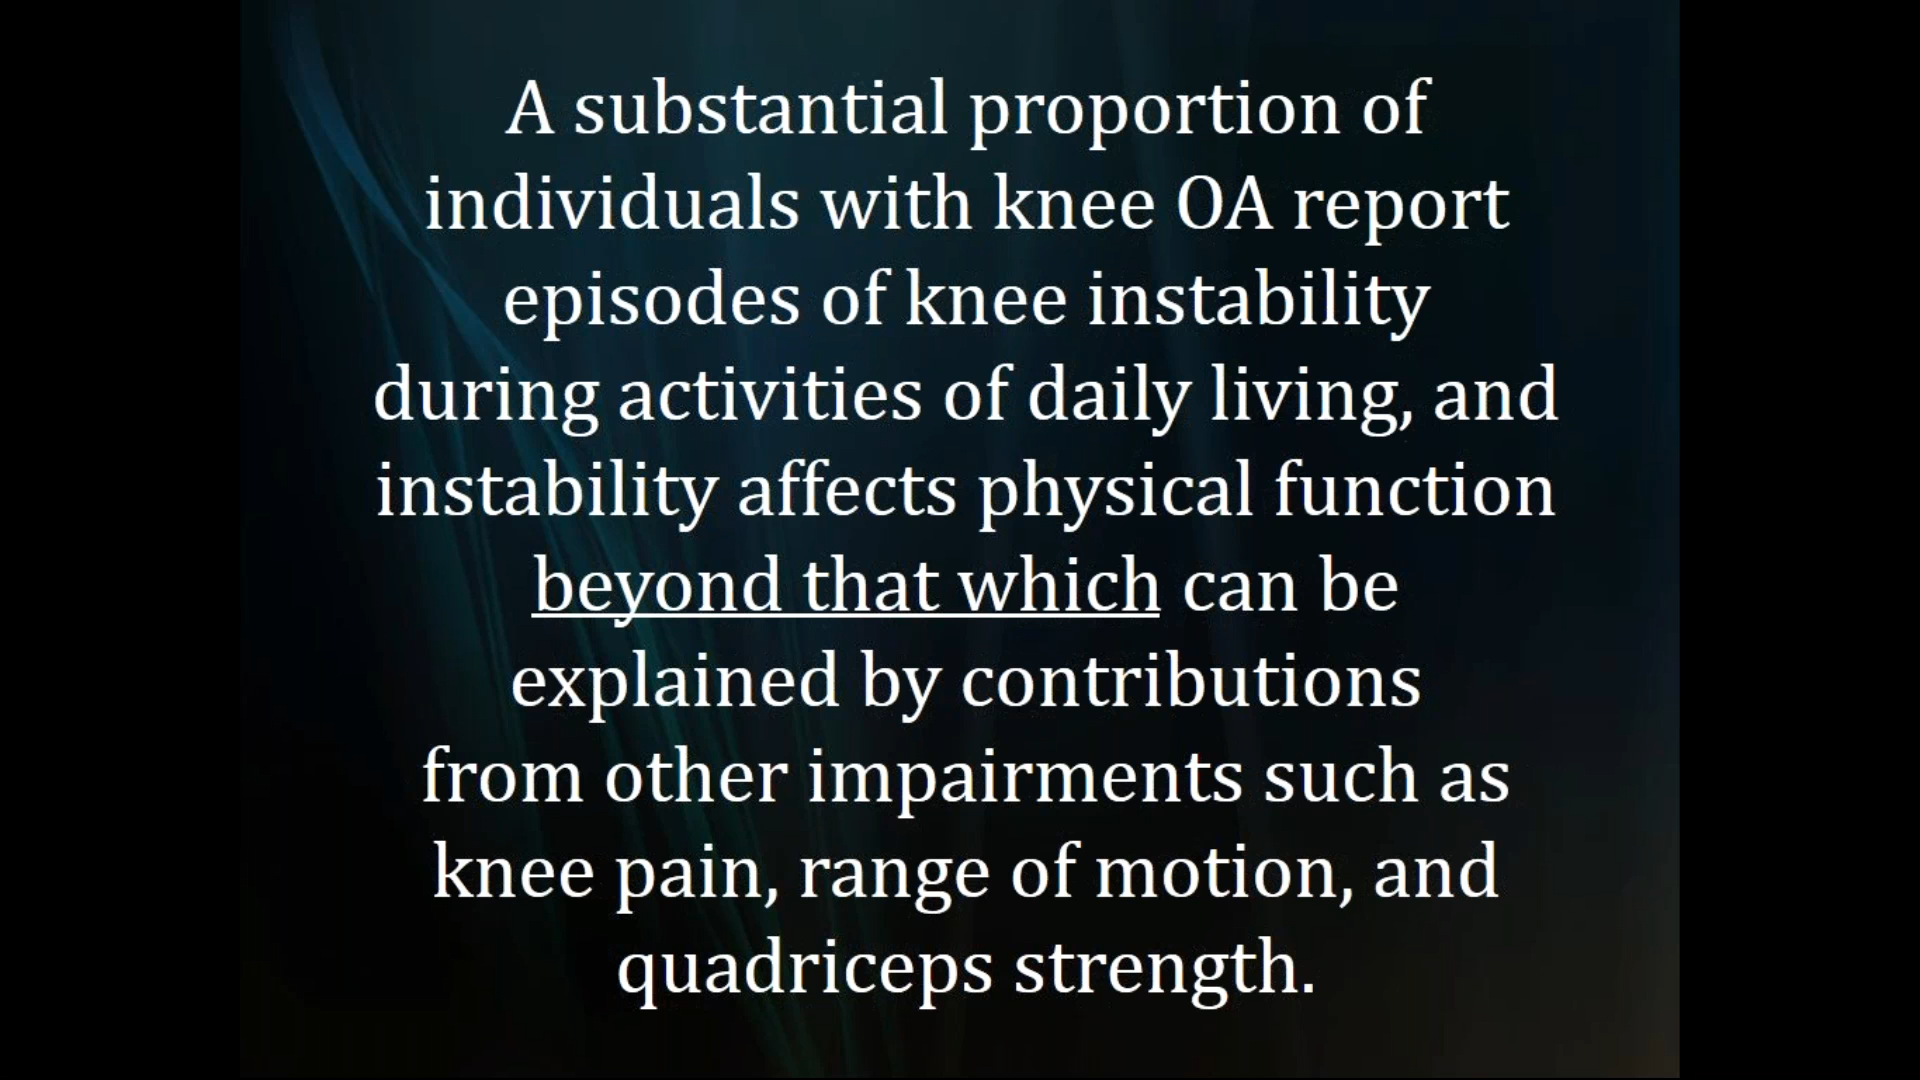 A substantial proportion of
individuals with knee OA report
episodes of knee instability
during activities of daily living, and
instability affects physical function
beyond that which can be
explained by contributions
from other impairments such as
knee pain, range of motion, and
quadriceps strength.